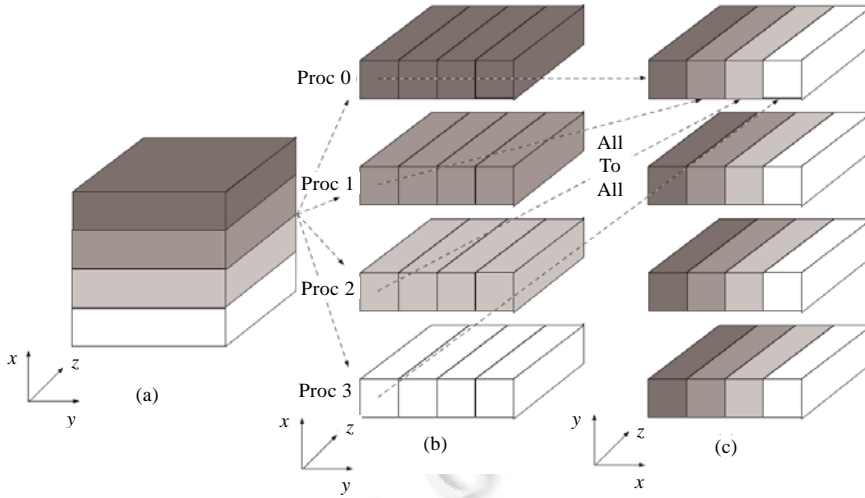 Proc 0
Proc 1
All
To
All
Proc 2
Proc 3
x
z
y
(a)
x
z
y
(b)
y
z
x
(c)